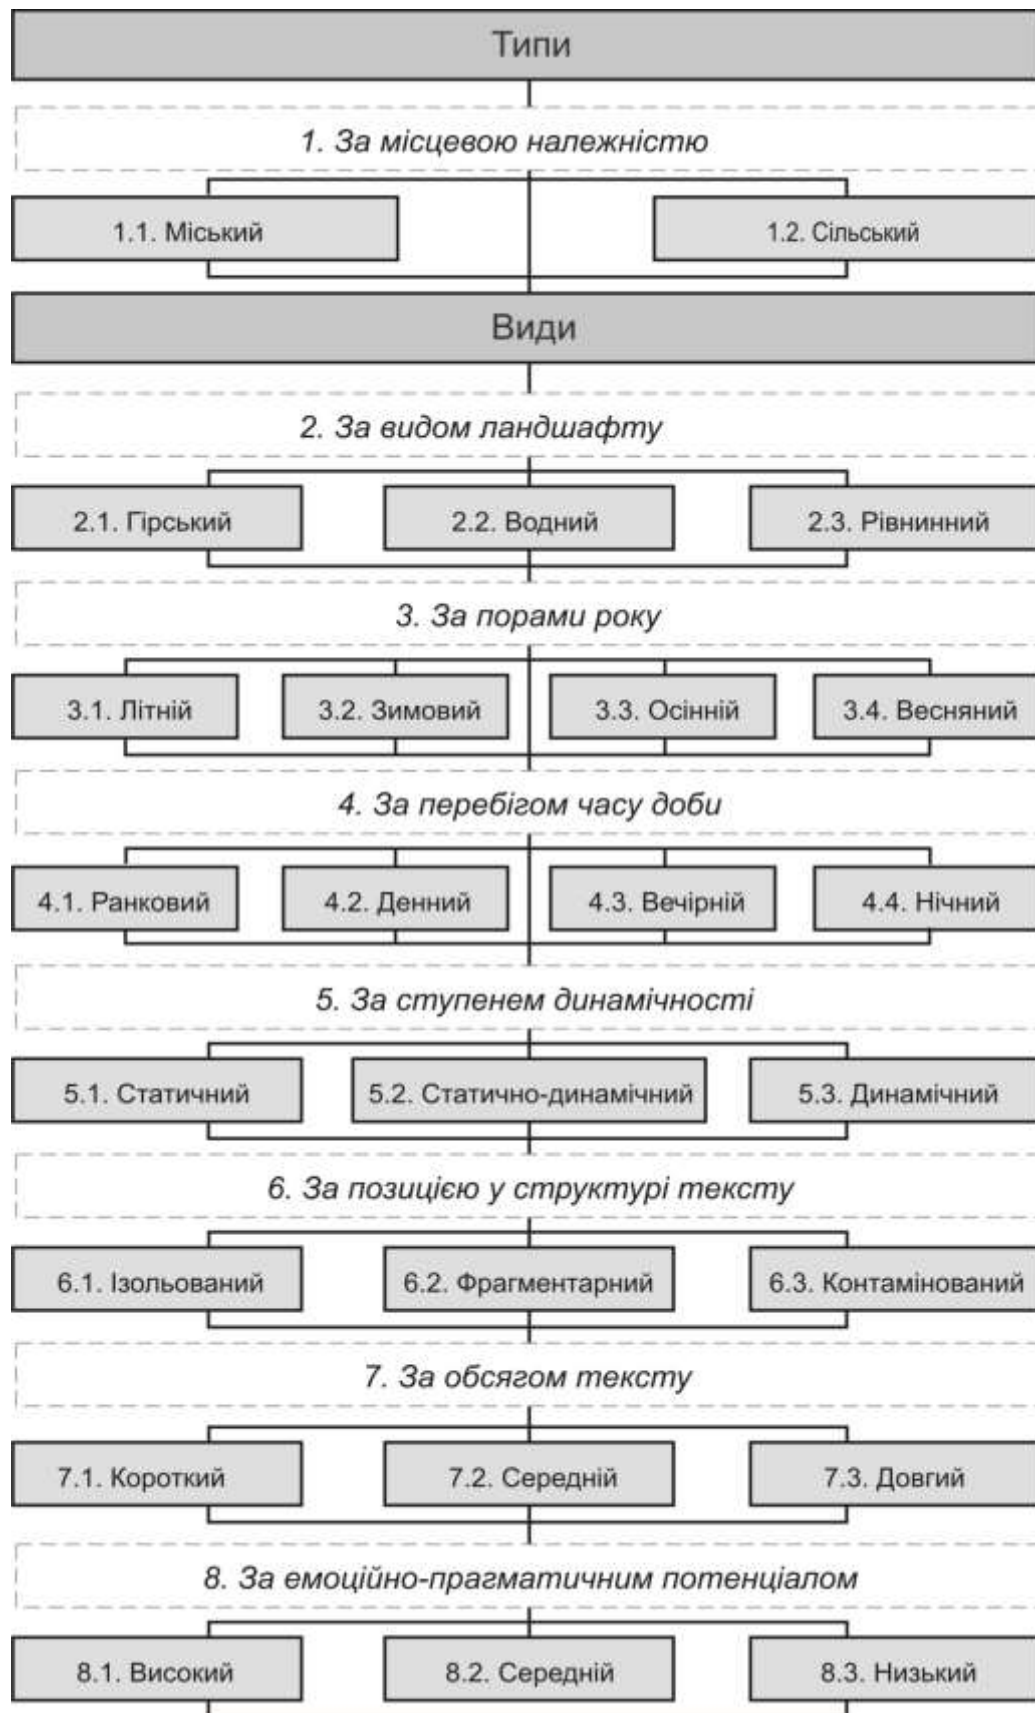 Типи
1. За місцевою належністю
1.1. Міський
1.2. Сільський
Види
2. За видом ландшафту
2.1. Гірський
2.2. Водний
2.3. Рівнинний
3. За порами року
3.1. Літній
3.2. Зимовий
3.3. Осінній
3.4. Весняний
4. За перебігом часу доби
4.1. Ранковий
4.2. Денний
4.3. Вечірній
4.4. Нічний
5. За ступенем динамічності
5.1. Статичний
5.2. Статично-динамічний
5.3. Динамічний
6. За позицією у структурі тексту
6.1. Ізольований
6.2. Фрагментарний
6.3. Контамінований
7. За обсягом тексту
7.1. Короткий
7.2. Середній
7.3. Довгий
8. За емоційно-прагматичним потенціалом
8.1. Високий
8.2. Середній
8.3. Низький